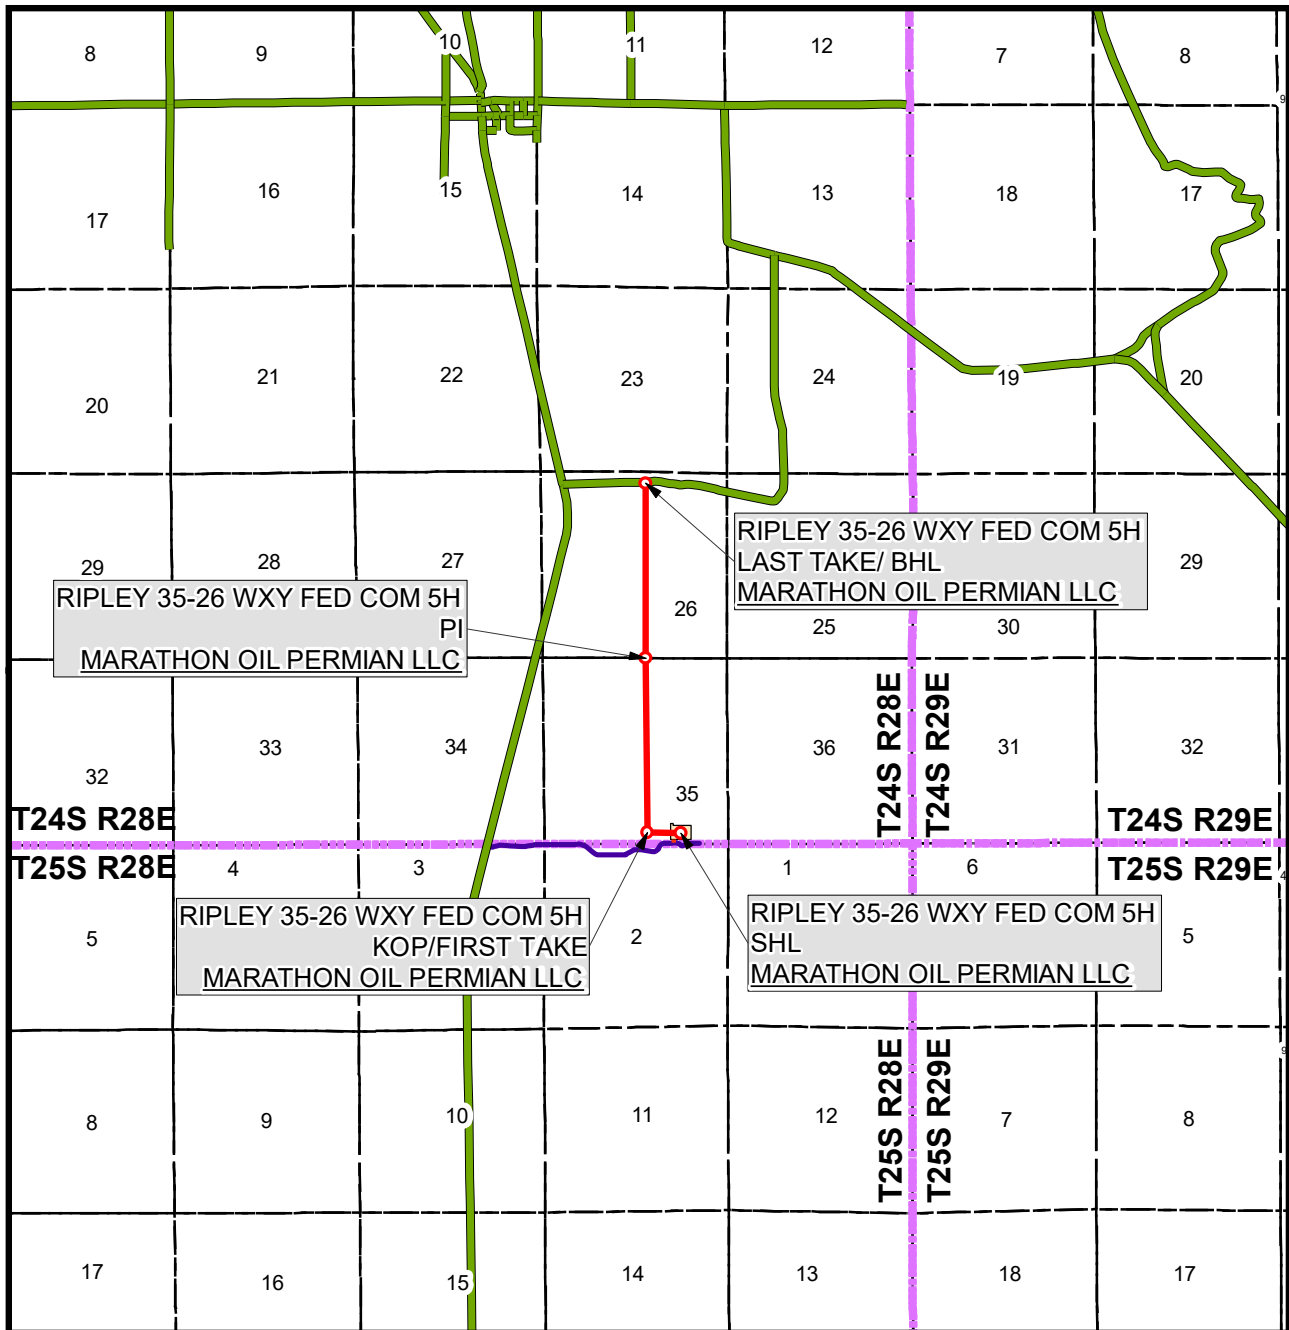 8
9
10
11
12
7
8
9
17
16
15
14
13
18
17
20
21
22
23
24
19
20
29
28
27
26
25
30
29
RIPLEY 35-26 WXY FED COM 5H
LAST TAKE/ BHL
MARATHON OIL PERMIAN LLC
RIPLEY 35-26 WXY FED COM 5H
PI
MARATHON OIL PERMIAN LLC
32
33
34
35
36
31
32
T24S R28E
T24S R29E
T24S R28E
T25S R28E
T24S R29E
T25S R29E
4
3
1
6
4
5
2
5
RIPLEY 35-26 WXY FED COM 5H
KOP/FIRST TAKE
MARATHON OIL PERMIAN LLC
RIPLEY 35-26 WXY FED COM 5H
SHL
MARATHON OIL PERMIAN LLC
T25S R28E
T25S R29E
9
8
9
10
11
12
7
8
17
16
15
14
13
18
17